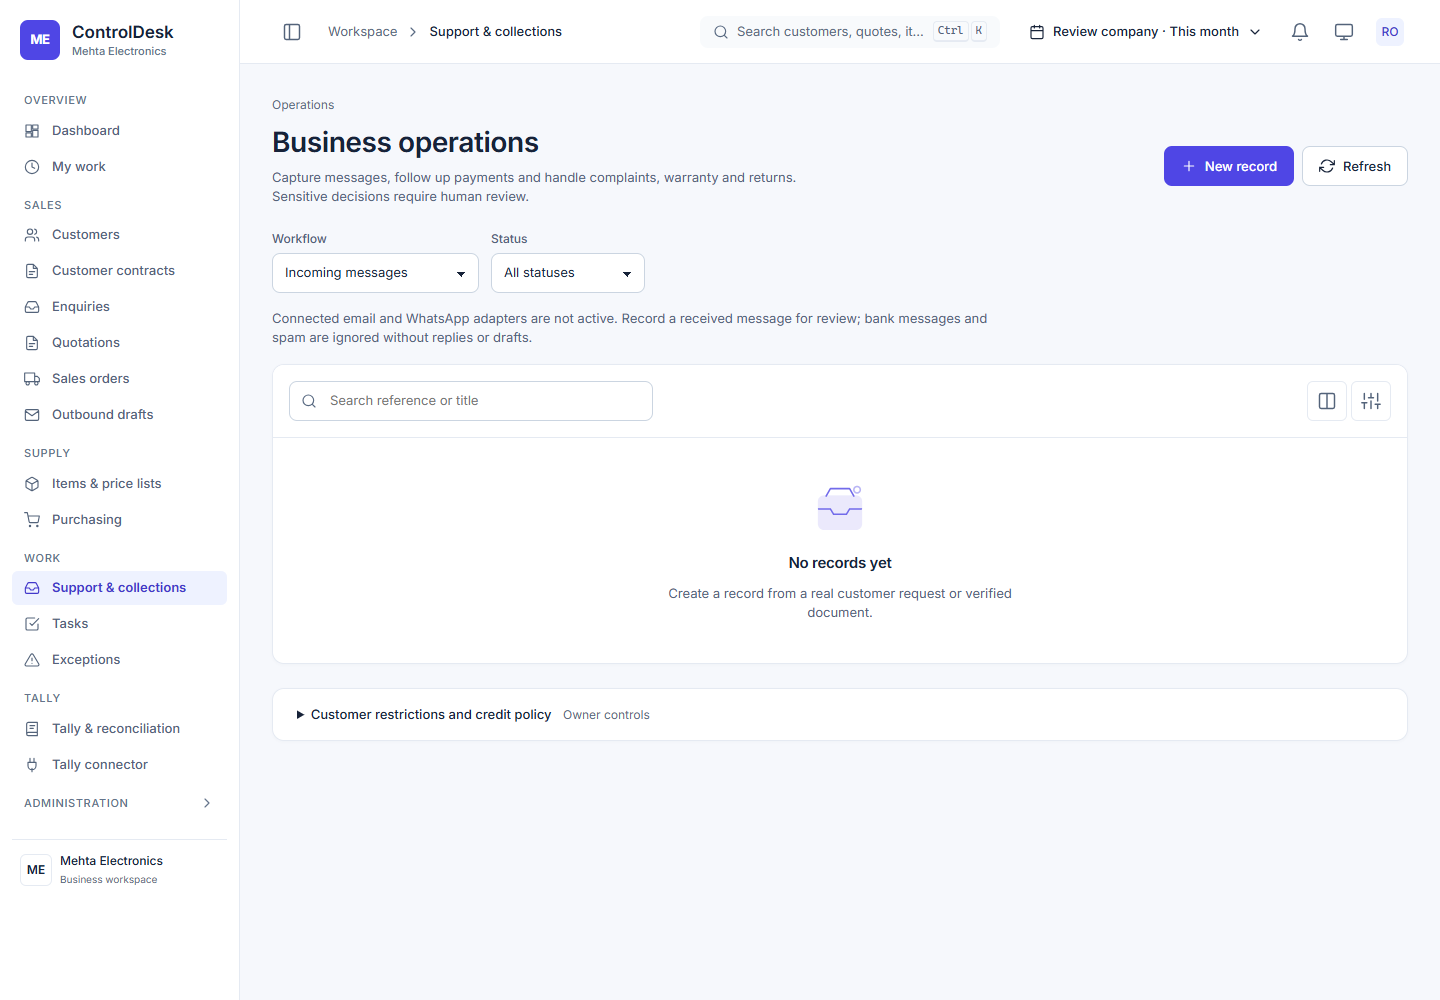 ME
ControlDesk
Mehta Electronics
OVERVIEW
Dashboard
My work
SALES
Customers
Customer contracts
Enquiries
Quotations
Sales orders
Outbound drafts
SUPPLY
Items & price lists
Purchasing
WORK
Support & collections
Tasks
Exceptions
TALLY
Tally & reconciliation
Tally connector
ADMINISTRATION
ME
Mehta Electronics
Business workspace
Workspace > Support & collections
Search customers, quotes, it... Ctrl K
Review company · This month
RO
Operations
Business operations
Capture messages, follow up payments and handle complaints, warranty and returns.
Sensitive decisions require human review.
New record
Refresh
Workflow
Status
Incoming messages
All statuses
Connected email and WhatsApp adapters are not active. Record a received message for review; bank messages and
spam are ignored without replies or drafts.
Search reference or title
No records yet
Create a record from a real customer request or verified
document.
Customer restrictions and credit policy Owner controls